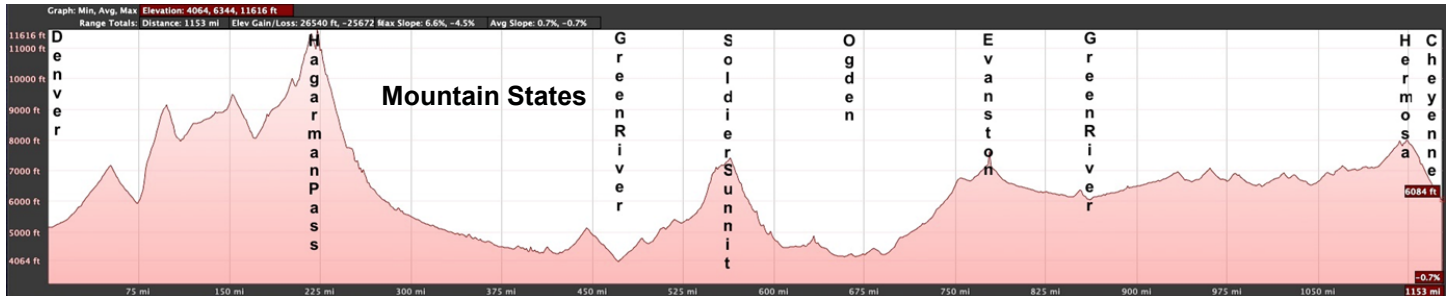 Graph: Min, Avg, Max Elevation: 4064, 6344, 11616 ft
Range Totals: Distance: 1153 mi Elev Gain/Loss: 26540 ft, -25672 ft Max Slope: 6.6%, -4.5% Avg Slope: 0.7%, -0.7%
11616 ft
11000 ft
10000 ft
9000 ft
8000 ft
7000 ft
6000 ft
5000 ft
4064 ft
Denver
HagarmanPass
Mountain States
GreenRiver
SoldierSunnit
Ogden
Evanston
GreenRiver
Hermosa
Cheyenne
6084 ft
-0.7%
75 mi 150 mi 225 mi 300 mi 375 mi 450 mi 525 mi 600 mi 675 mi 750 mi 825 mi 900 mi 975 mi 1050 mi 1153 mi